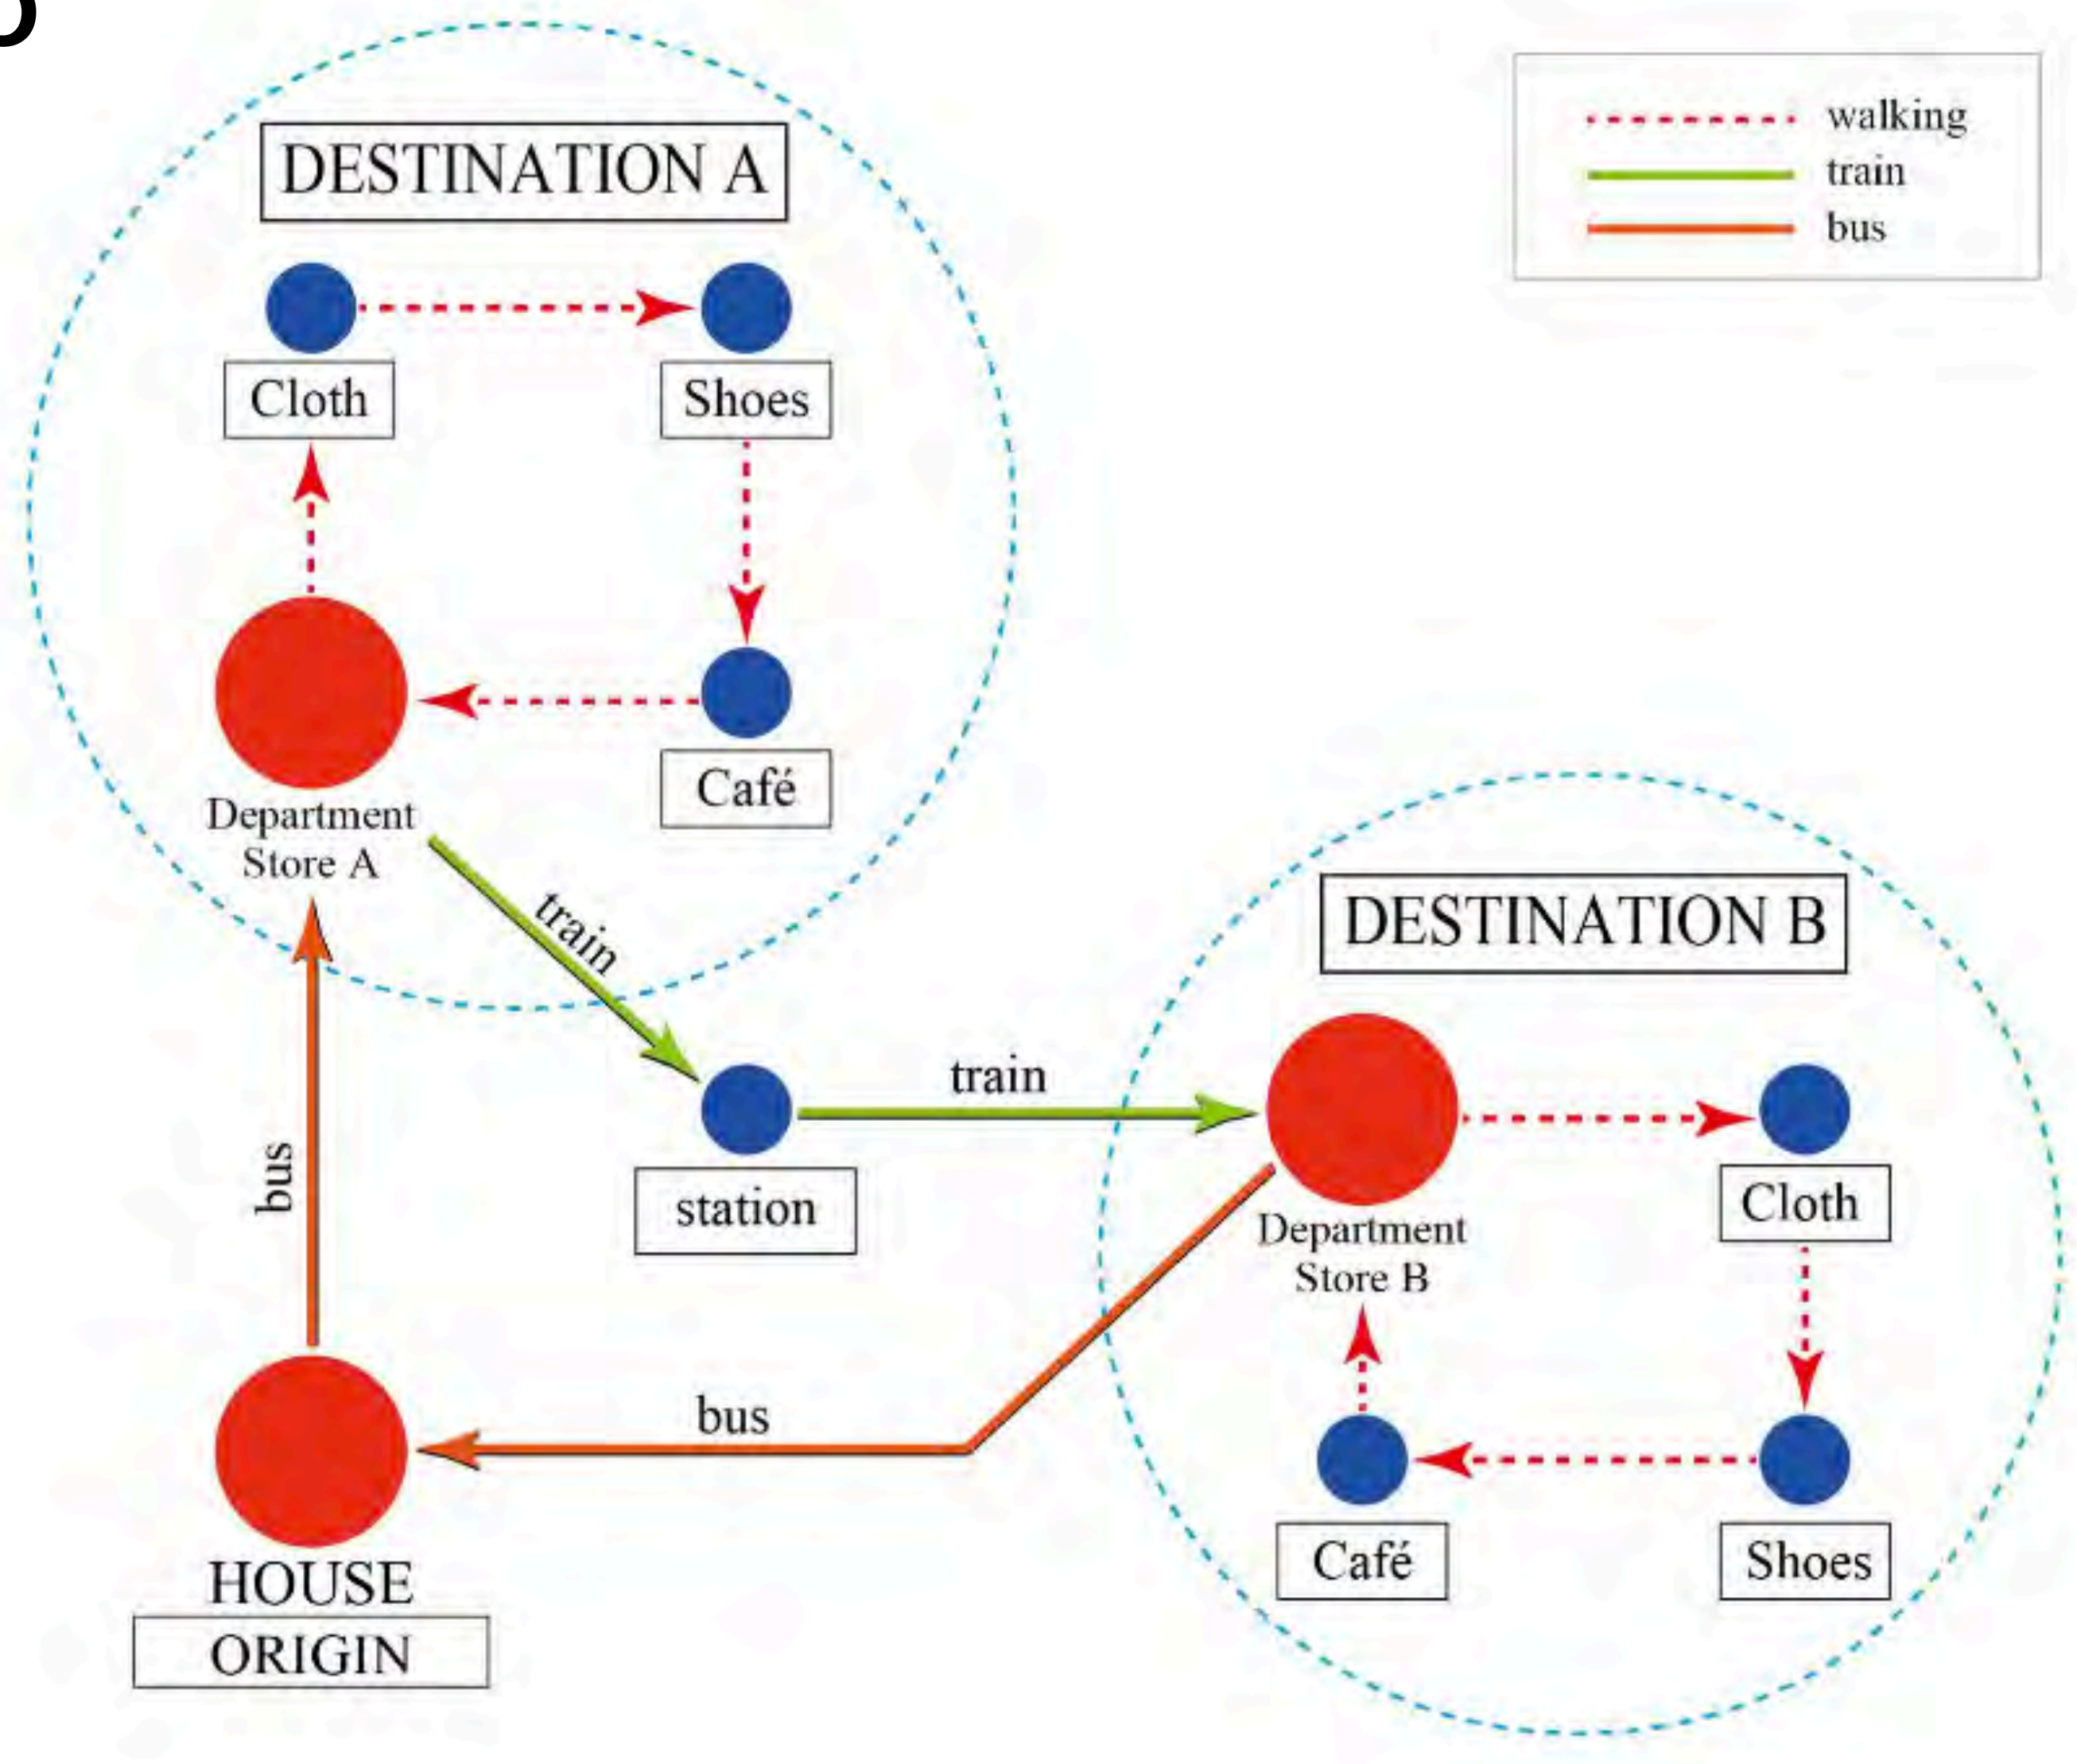 DESTINATION A
walking
train
bus
Cloth
Shoes
Café
Department
Store A
train
DESTINATION B
train
bus
station
Department
Store B
Cloth
bus
Café
Shoes
HOUSE
ORIGIN